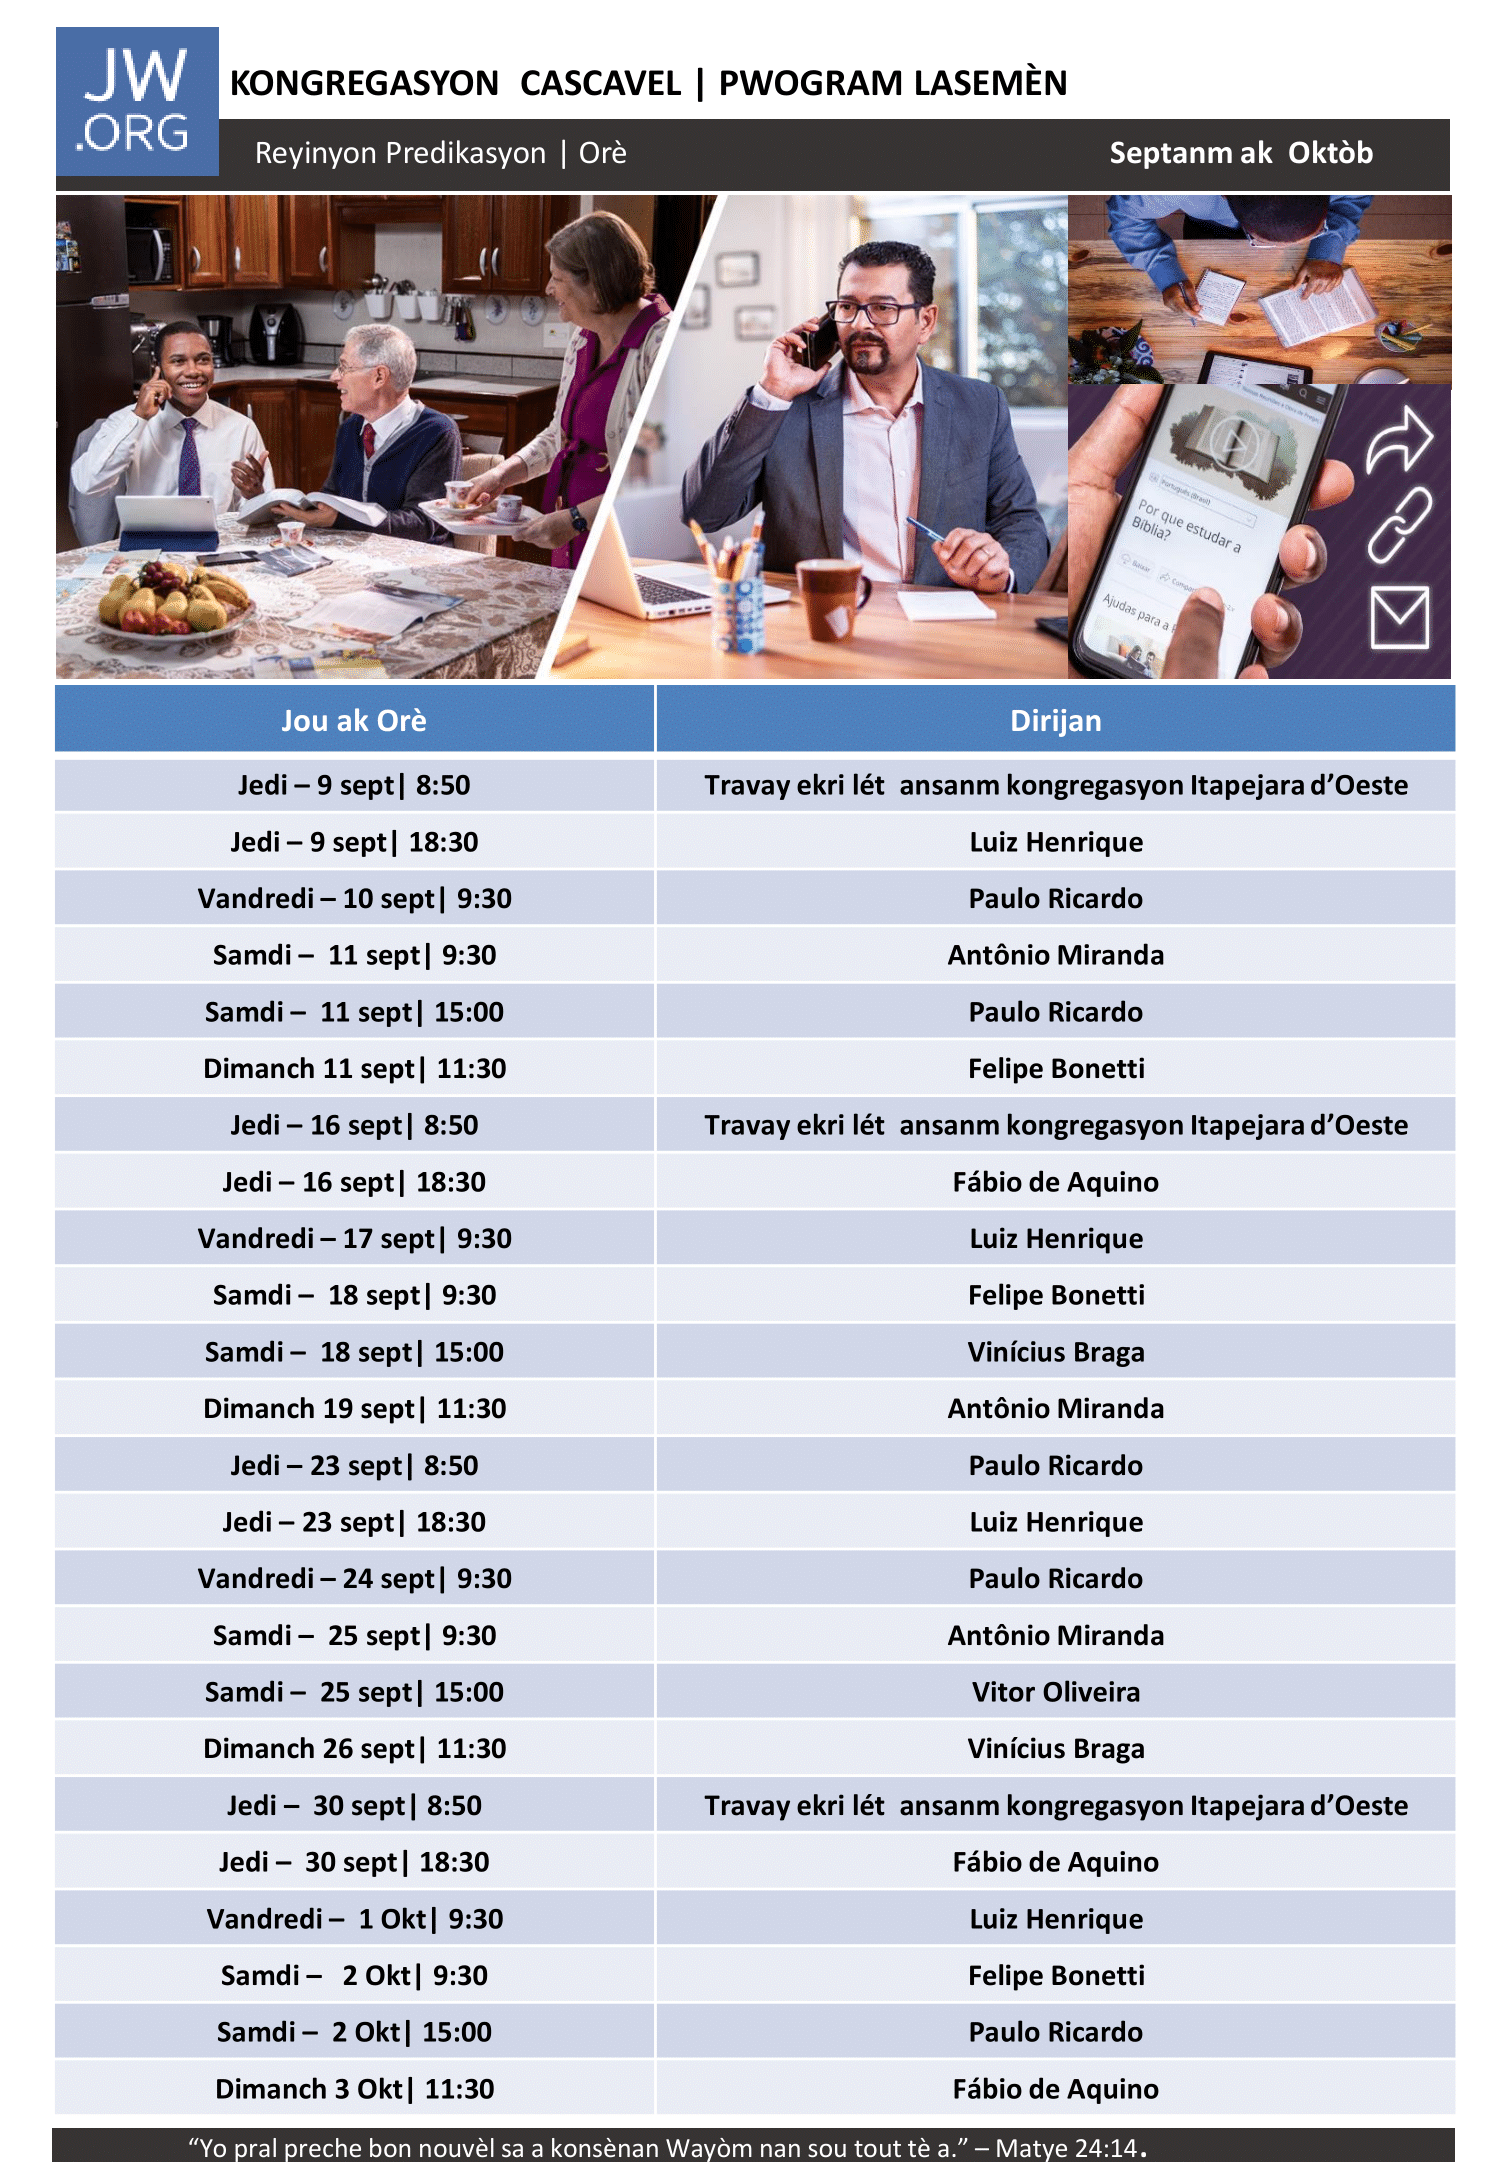 JW
.ORG
KONGREGASYON CASCAVEL | PWOGRAM LASEMÈN
Reyinyon Predikasyon | Orè Septanm ak Oktòb
Português (Brasil)
Por que estudar a
Bíblia?
Baixar
Ajudas para a
Jou ak Orè Dirijan
Jedi – 9 sept| 8:50 Travay ekri lét ansanm kongregasyon Itapejara d’Oeste
Jedi – 9 sept| 18:30 Luiz Henrique
Vandredi – 10 sept| 9:30 Paulo Ricardo
Samdi – 11 sept| 9:30 Antônio Miranda
Samdi – 11 sept| 15:00 Paulo Ricardo
Dimanch 11 sept| 11:30 Felipe Bonetti
Jedi – 16 sept| 8:50 Travay ekri lét ansanm kongregasyon Itapejara d’Oeste
Jedi – 16 sept| 18:30 Fábio de Aquino
Vandredi – 17 sept| 9:30 Luiz Henrique
Samdi – 18 sept| 9:30 Felipe Bonetti
Samdi – 18 sept| 15:00 Vinícius Braga
Dimanch 19 sept| 11:30 Antônio Miranda
Jedi – 23 sept| 8:50 Paulo Ricardo
Jedi – 23 sept| 18:30 Luiz Henrique
Vandredi – 24 sept| 9:30 Paulo Ricardo
Samdi – 25 sept| 9:30 Antônio Miranda
Samdi – 25 sept| 15:00 Vitor Oliveira
Dimanch 26 sept| 11:30 Vinícius Braga
Jedi – 30 sept| 8:50 Travay ekri lét ansanm kongregasyon Itapejara d’Oeste
Jedi – 30 sept| 18:30 Fábio de Aquino
Vandredi – 1 Okt| 9:30 Luiz Henrique
Samdi – 2 Okt| 9:30 Felipe Bonetti
Samdi – 2 Okt| 15:00 Paulo Ricardo
Dimanch 3 Okt| 11:30 Fábio de Aquino
“Yo pral preche bon nouvèl sa a konsènan Wayòm nan sou tout tè a.” – Matye 24:14.